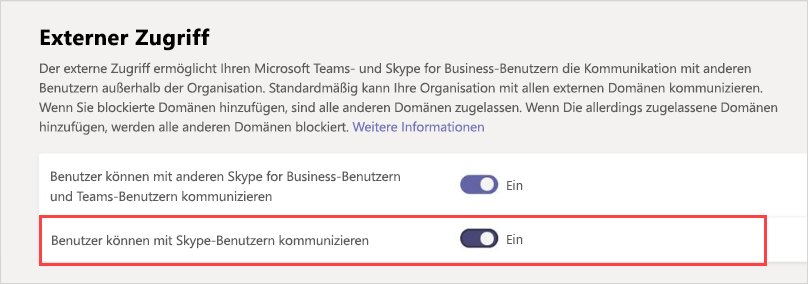 Externer Zugriff
Der externe Zugriff ermöglicht Ihren Microsoft Teams- und Skype for Business-Benutzern die Kommunikation mit anderen
Benutzern außerhalb der Organisation. Standardmäßig kann Ihre Organisation mit allen externen Domänen kommunizieren.
Wenn Sie blockierte Domänen hinzufügen, sind alle anderen Domänen zugelassen. Wenn Die allerdings zugelassene Domänen
hinzufügen, werden alle anderen Domänen blockiert. Weitere Informationen
Benutzer können mit anderen Skype for Business-Benutzern
und Teams-Benutzern kommunizieren
Ein
Benutzer können mit Skype-Benutzern kommunizieren
Ein